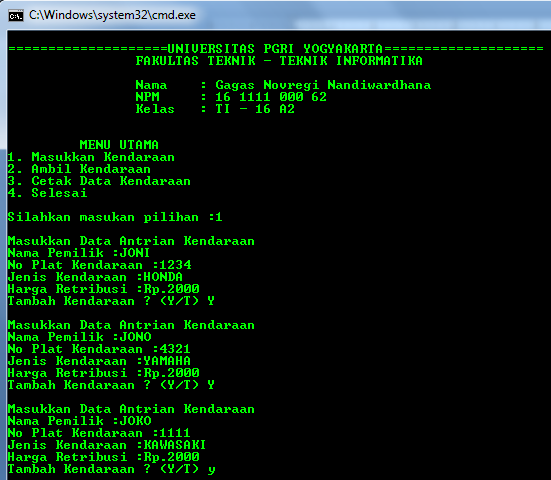 C:\Windows\system32\cmd.exe
====================UNIVERSITAS PGRI YOGYAKARTA====================
FAKULTAS TEKNIK - TEKNIK INFORMATIKA
Nama : Gagas Novregi Nandiwardhana
NPM : 16 1111 000 62
Kelas : TI - 16 A2
MENU UTAMA
1. Masukkan Kendaraan
2. Ambil Kendaraan
3. Cetak Data Kendaraan
4. Selesai
Silahkan masukan pilihan :1
Masukkan Data Antrian Kendaraan
Nama Pemilik :JONI
No Plat Kendaraan :1234
Jenis Kendaraan :HONDA
Harga Retribusi :Rp.2000
Tambah Kendaraan ? (Y/T) Y
Masukkan Data Antrian Kendaraan
Nama Pemilik :JONO
No Plat Kendaraan :4321
Jenis Kendaraan :YAMAHA
Harga Retribusi :Rp.2000
Tambah Kendaraan ? (Y/T) Y
Masukkan Data Antrian Kendaraan
Nama Pemilik :JOKO
No Plat Kendaraan :1111
Jenis Kendaraan :KAWASAKI
Harga Retribusi :Rp.2000
Tambah Kendaraan ? (Y/T) y